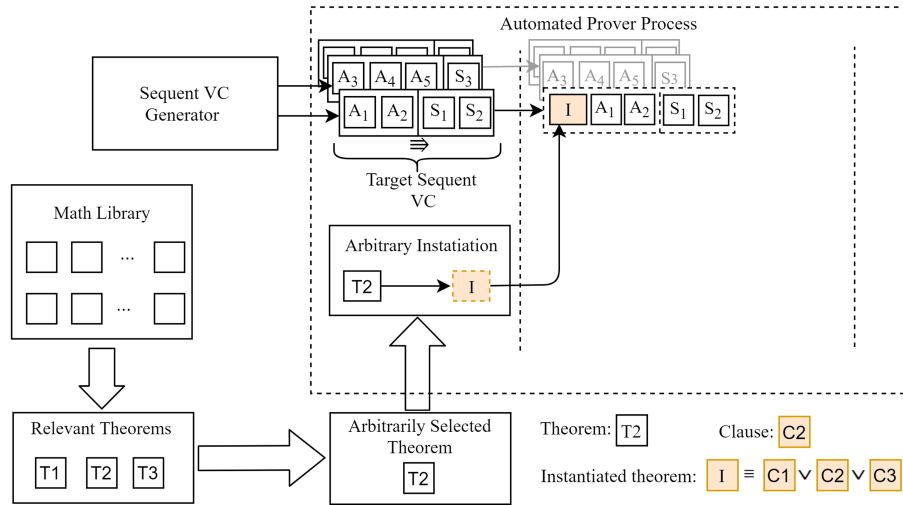 Automated Prover Process
Sequent VC
Generator
A3 A4 A5 S3
A1 A2 S1 S2
⇛
Target Sequent
VC
A3 A4 A5 S3
I A1 A2 S1 S2
Math Library
...
...
Arbitrary Instatiation
T2 I
Relevant Theorems
T1 T2 T3
Arbitrarily Selected
Theorem
T2
Theorem: T2 Clause: C2
Instantiated theorem: I ≡ C1 ∨ C2 ∨ C3